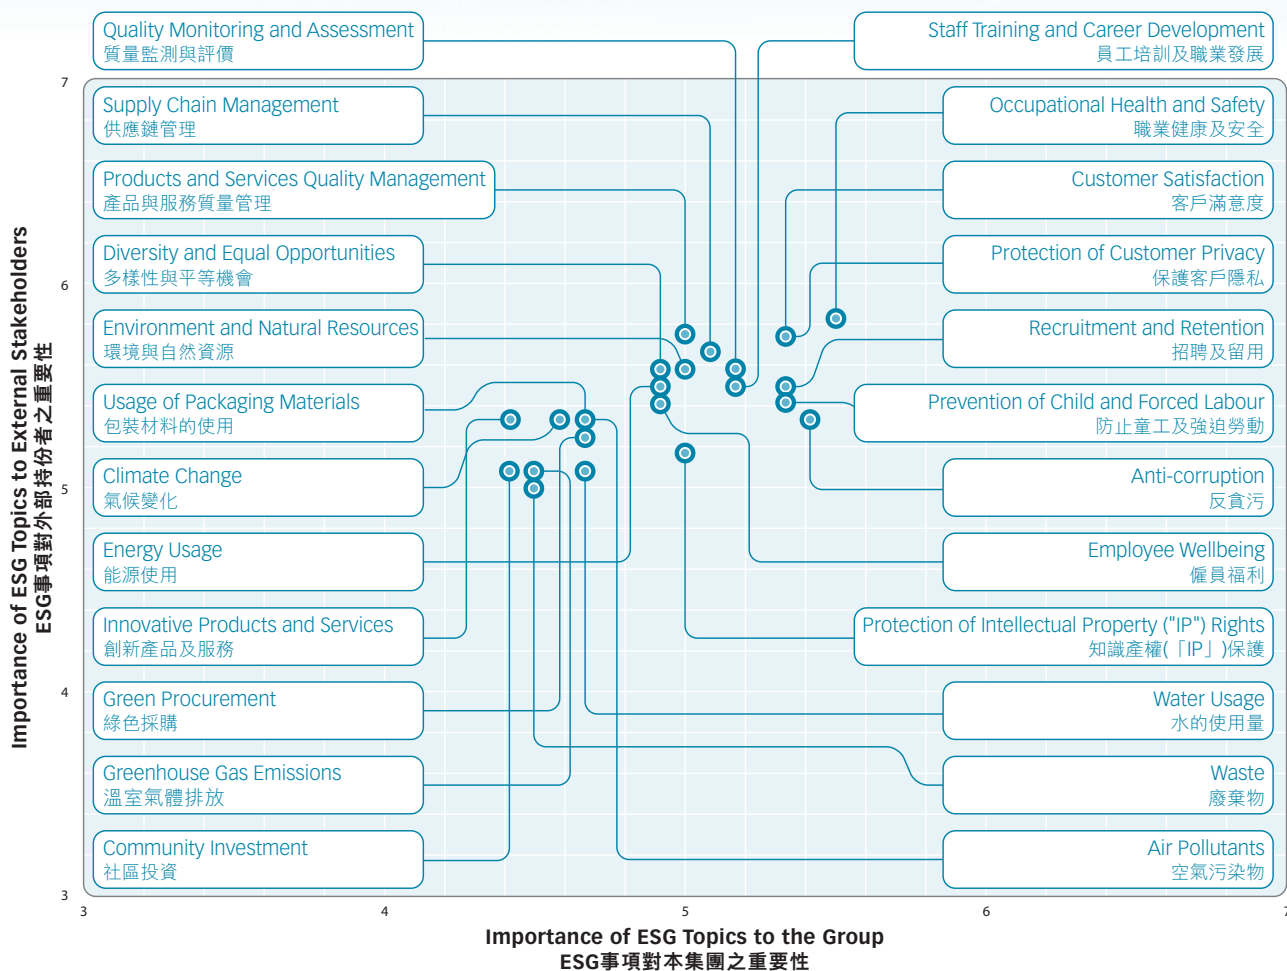 Quality Monitoring and Assessment
質量監測與評價
Supply Chain Management
供應鏈管理
Products and Services Quality Management
產品與服務質量管理
Diversity and Equal Opportunities
多樣性與平等機會
Environment and Natural Resources
環境與自然資源
Usage of Packaging Materials
包裝材料的使用
Climate Change
氣候變化
Energy Usage
能源使用
Innovative Products and Services
創新產品及服務
Green Procurement
綠色採購
Greenhouse Gas Emissions
溫室氣體排放
Community Investment
社區投資
Staff Training and Career Development
員工培訓及職業發展
Occupational Health and Safety
職業健康及安全
Customer Satisfaction
客戶滿意度
Protection of Customer Privacy
保護客戶隱私
Recruitment and Retention
招聘及留用
Prevention of Child and Forced Labour
防止童工及強迫勞動
Anti-corruption
反貪污
Employee Wellbeing
僱員福利
Protection of Intellectual Property ("IP") Rights
知識產權(「IP」)保護
Water Usage
水的使用量
Waste
廢棄物
Air Pollutants
空氣污染物
Importance of ESG Topics to External Stakeholders
ESG事項對外部持份者之重要性
7
6
5
4
3
3 4 5 6 7
Importance of ESG Topics to the Group
ESG事項對本集團之重要性